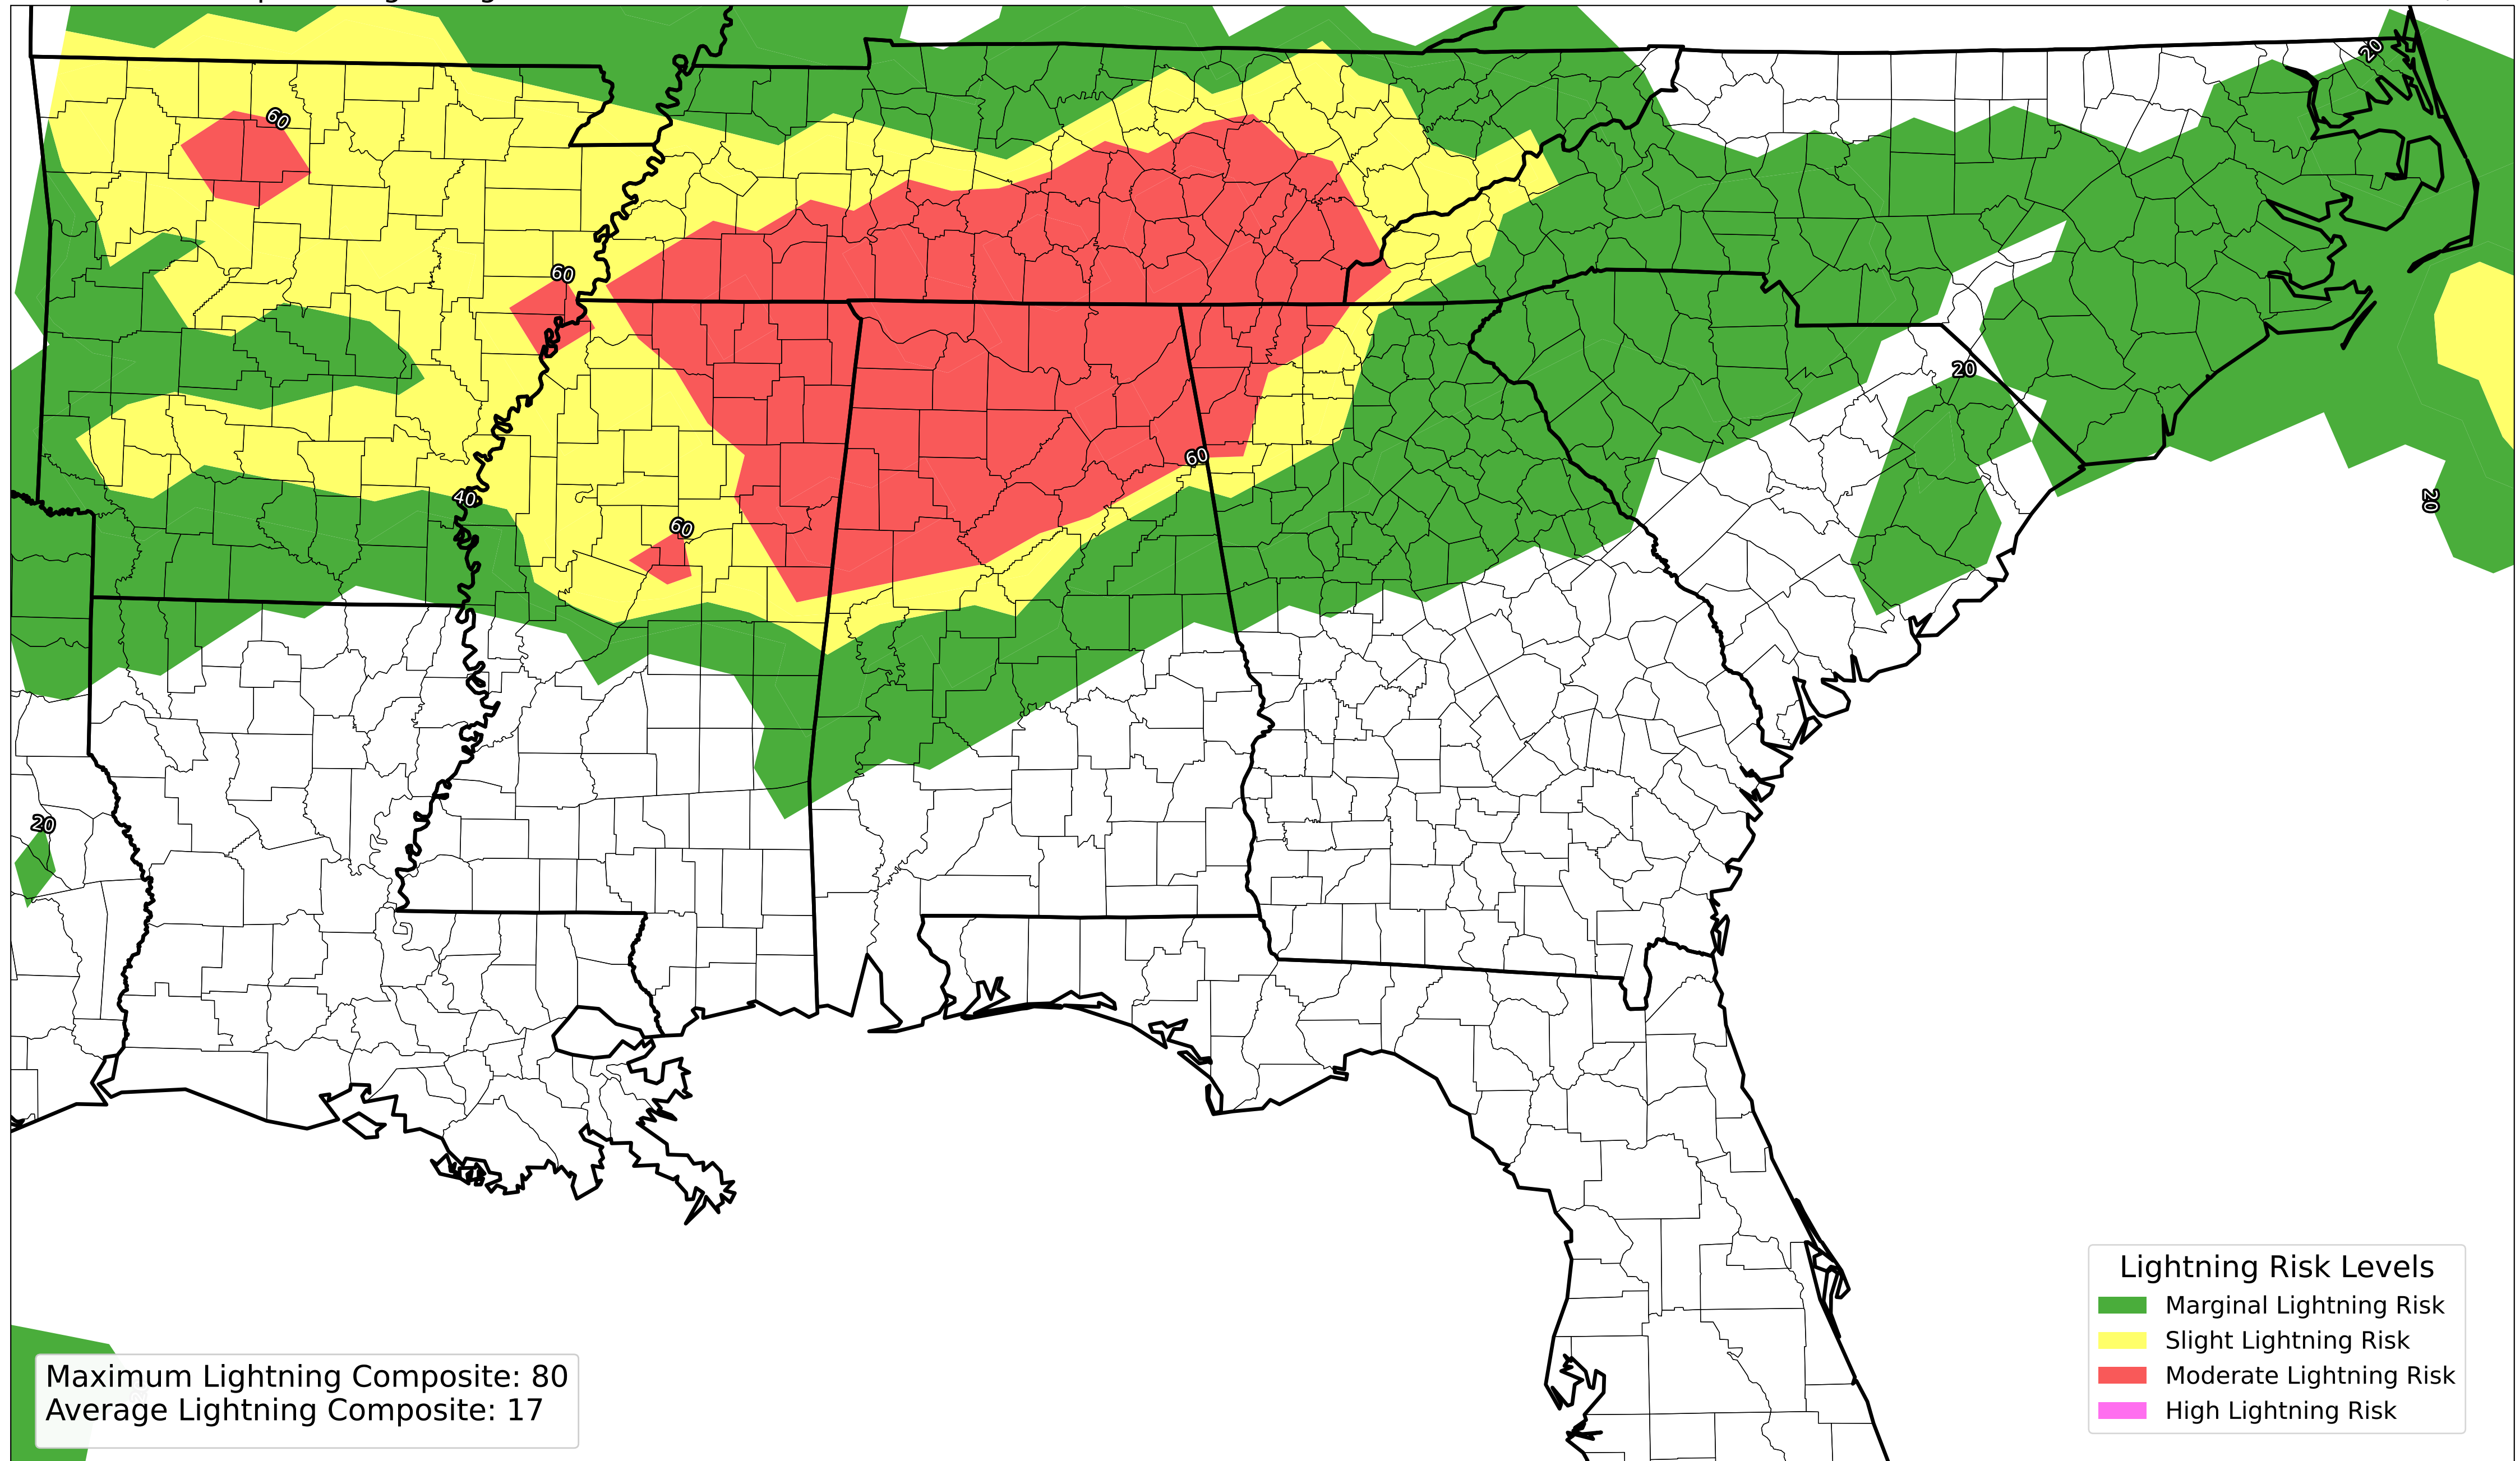 20
60
60
20
60
40
20
60
20
Maximum Lightning Composite: 80
Average Lightning Composite: 17
Lightning Risk Levels
Marginal Lightning Risk
Slight Lightning Risk
Moderate Lightning Risk
High Lightning Risk